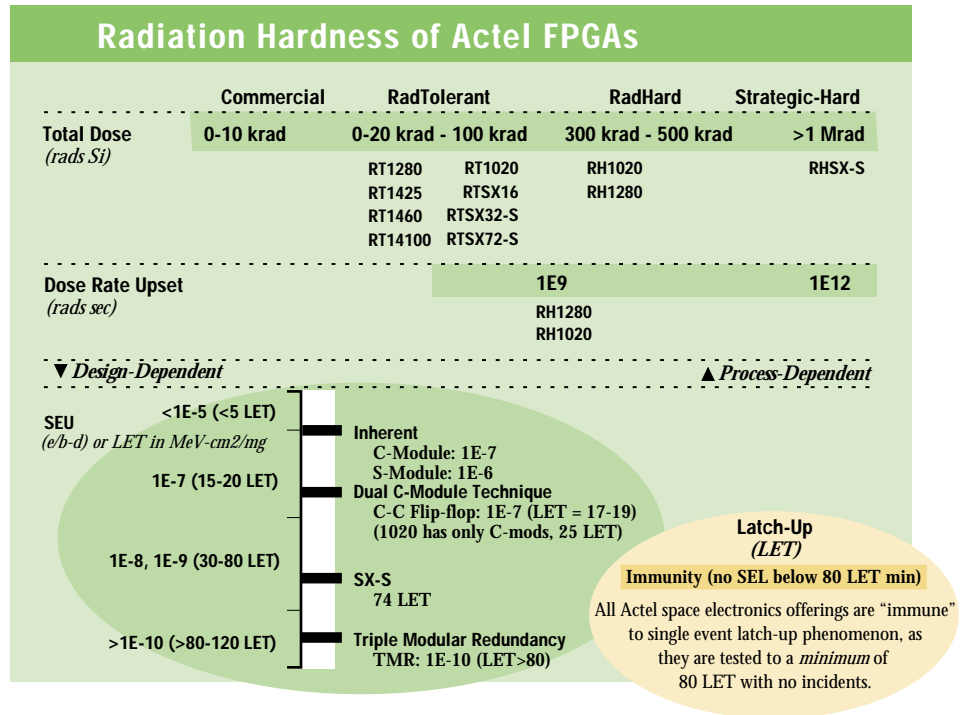 Radiation Hardness of Actel FPGAs
Commercial RadTolerant RadHard Strategic-Hard
Total Dose 0-10 krad 0-20 krad - 100 krad 300 krad - 500 krad >1 Mrad
(rads Si)
RT1280 RT1020 RH1020 RHSX-S
RT1425 RTSX16 RH1280
RT1460 RTSX32-S
RT14100 RTSX72-S
Dose Rate Upset 1E9 1E12
(rads sec)
RH1280
RH1020
▼ Design-Dependent ▲ Process-Dependent
SEU <1E-5 (<5 LET)
(e/b-d) or LET in MeV-cm2/mg
Inherent
C-Module: 1E-7
S-Module: 1E-6
1E-7 (15-20 LET)
Dual C-Module Technique
C-C Flip-flop: 1E-7 (LET = 17-19)
(1020 has only C-mods, 25 LET)
1E-8, 1E-9 (30-80 LET)
SX-S
74 LET
>1E-10 (>80-120 LET)
Triple Modular Redundancy
TMR: 1E-10 (LET>80)
Latch-Up
(LET)
Immunity (no SEL below 80 LET min)
All Actel space electronics offerings are “immune”
to single event latch-up phenomenon, as
they are tested to a minimum of
80 LET with no incidents.